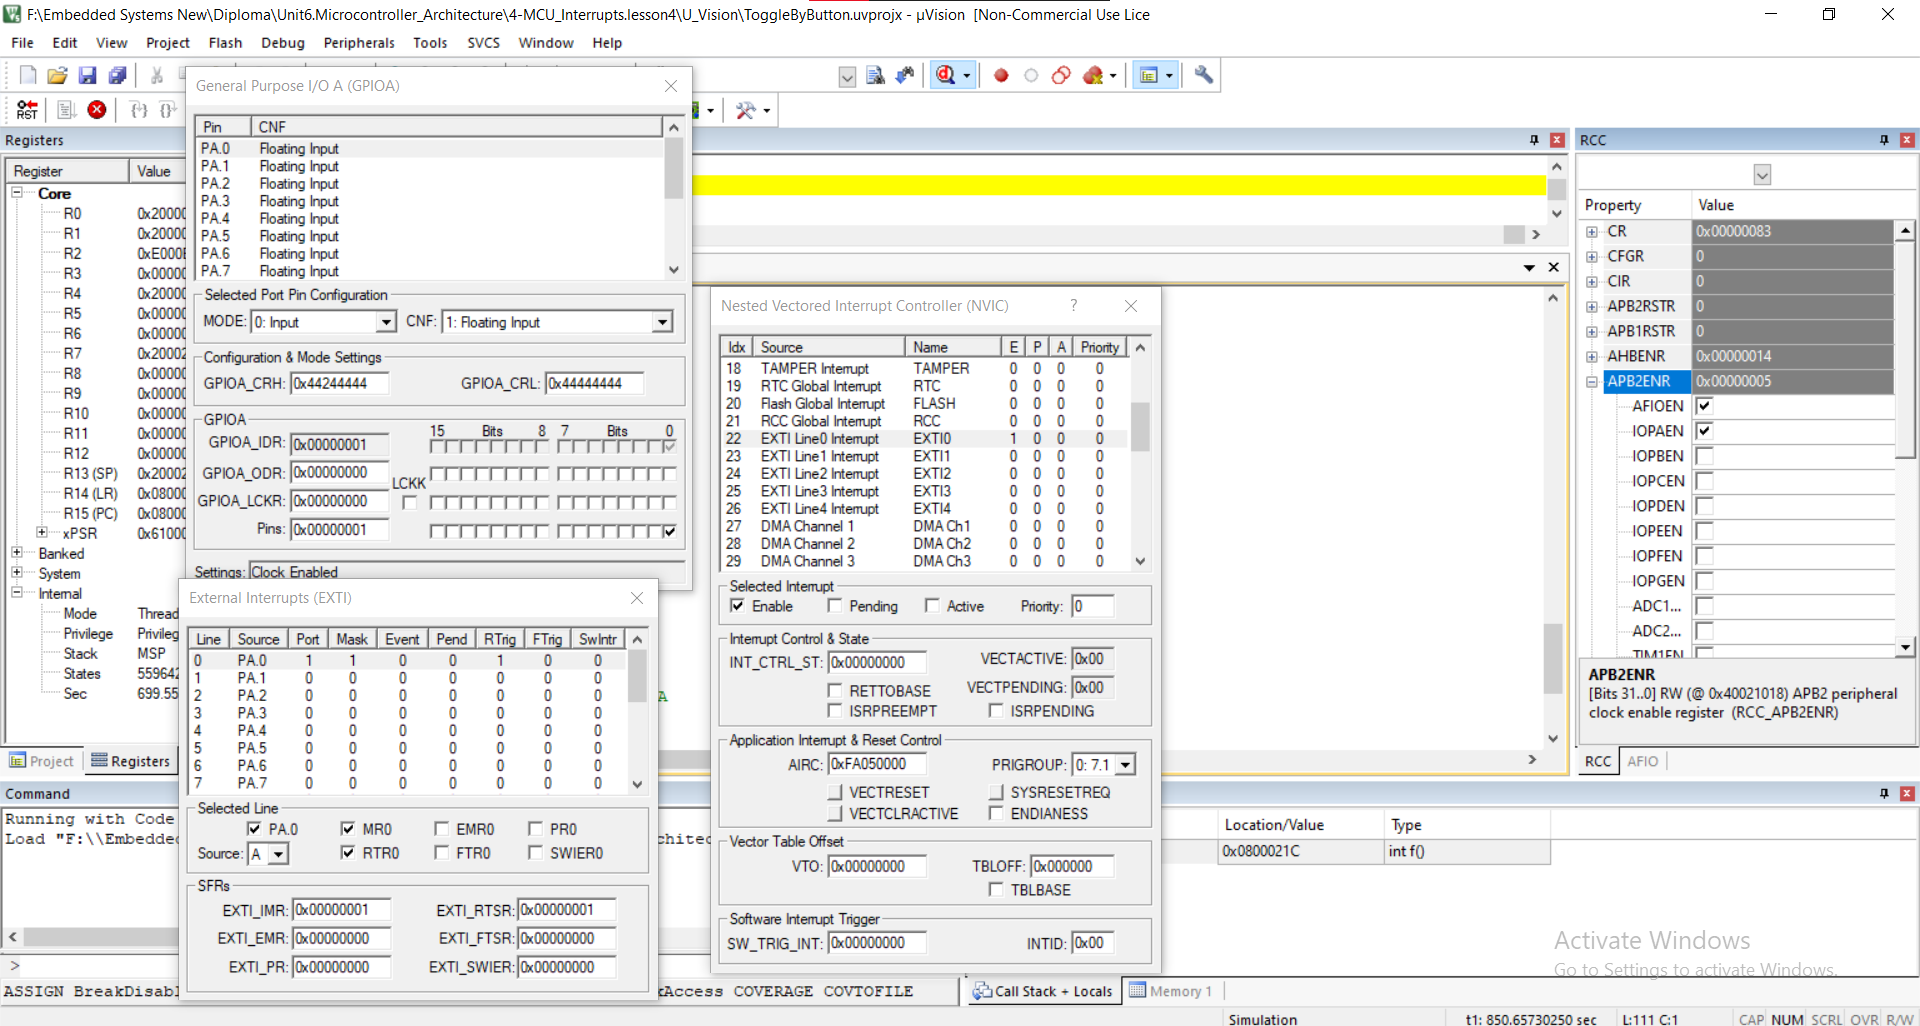 F:\Embedded Systems New\Diploma\Unit6.Microcontroller_Architecture\4-MCU_Interrupts.lesson4\U_Vision\ToggleByButton.uvprojx - µVision [Non-Commercial Use Lice
File Edit View Project Flash Debug Peripherals Tools SVCS Window Help
RST
Registers
Register Value
Core
R0 0x2000
R1 0x2000
R2 0xE000
R3 0x0000
R4 0x2000
R5 0x0000
R6 0x0000
R7 0x2000
R8 0x0000
R9 0x0000
R10 0x0000
R11 0x0000
R12 0x0000
R13 (SP) 0x2000
R14 (LR) 0x0800
R15 (PC) 0x0800
xPSR 0x6100
Banked
System
Internal
Mode Thread
Privilege Privileg
Stack MSP
States 559642
Sec 699.55
Project Registers
General Purpose I/O A (GPIOA)
Pin CNF
PA.0 Floating Input
PA.1 Floating Input
PA.2 Floating Input
PA.3 Floating Input
PA.4 Floating Input
PA.5 Floating Input
PA.6 Floating Input
PA.7 Floating Input
Selected Port Pin Configuration
MODE: 0: Input CNF: 1: Floating Input
Configuration & Mode Settings
GPIOA_CRH: 0x44244444 GPIOA_CRL: 0x44444444
GPIOA
15 Bits 8 7 Bits 0
GPIOA_IDR: 0x00000001
GPIOA_ODR: 0x00000000
LCKK
GPIOA_LCKR: 0x00000000
Pins: 0x00000001
Settings: Clock Enabled
External Interrupts (EXTI)
Line Source Port Mask Event Pend RTrig FTrig SwIntr
0 PA.0 1 1 0 0 1 0 0
1 PA.1 0 0 0 0 0 0 0
2 PA.2 0 0 0 0 0 0 0
3 PA.3 0 0 0 0 0 0 0
4 PA.4 0 0 0 0 0 0 0
5 PA.5 0 0 0 0 0 0 0
6 PA.6 0 0 0 0 0 0 0
7 PA.7 0 0 0 0 0 0 0
Selected Line
PA.0 MR0 EMR0 PR0
Source: A RTR0 FTR0 SWIER0
SFRs
EXTI_IMR: 0x00000001 EXTI_RTSR: 0x00000001
EXTI_EMR: 0x00000000 EXTI_FTSR: 0x00000000
EXTI_PR: 0x00000000 EXTI_SWIER: 0x00000000
A
Nested Vectored Interrupt Controller (NVIC) ?
Idx Source Name E P A Priority
18 TAMPER Interrupt TAMPER 0 0 0 0
19 RTC Global Interrupt RTC 0 0 0 0
20 Flash Global Interrupt FLASH 0 0 0 0
21 RCC Global Interrupt RCC 0 0 0 0
22 EXTI Line0 Interrupt EXTI0 1 0 0 0
23 EXTI Line1 Interrupt EXTI1 0 0 0 0
24 EXTI Line2 Interrupt EXTI2 0 0 0 0
25 EXTI Line3 Interrupt EXTI3 0 0 0 0
26 EXTI Line4 Interrupt EXTI4 0 0 0 0
27 DMA Channel 1 DMA Ch1 0 0 0 0
28 DMA Channel 2 DMA Ch2 0 0 0 0
29 DMA Channel 3 DMA Ch3 0 0 0 0
Selected Interrupt
Enable Pending Active Priority: 0
Interrupt Control & State
INT_CTRL_ST: 0x00000000 VECTACTIVE: 0x00
RETTOBASE VECTPENDING: 0x00
ISRPREEMPT ISRPENDING
Application Interrupt & Reset Control
AIRC: 0xFA050000 PRIGROUP: 0: 7.1
VECTRESET SYSRESETREQ
VECTCLRACTIVE ENDIANESS
Vector Table Offset
VTO: 0x00000000 TBLOFF: 0x000000
TBLBASE
Software Interrupt Trigger
SW_TRIG_INT: 0x00000000 INTID: 0x00
RCC
Property Value
CR 0x00000083
CFGR 0
CIR 0
APB2RSTR 0
APB1RSTR 0
AHBENR 0x00000014
APB2ENR 0x00000005
AFIOEN
IOPAEN
IOPBEN
IOPCEN
IOPDEN
IOPEEN
IOPFEN
IOPGEN
ADC1...
ADC2...
TIM1EN
APB2ENR
[Bits 31..0] RW (@ 0x40021018) APB2 peripheral
clock enable register (RCC_APB2ENR)
RCC AFIO
Command
Running with Code
Load "F:\\Embedded
chitec
> 
ASSIGN BreakDisabl
kAccess COVERAGE COVTOFILE
Location/Value Type
0x0800021C int f()
Activate Windows
Go to Settings to activate Windows.
Call Stack + Locals Memory 1
Simulation t1: 850.65730250 sec L:111 C:1 CAP NUM SCRL OVR R/W